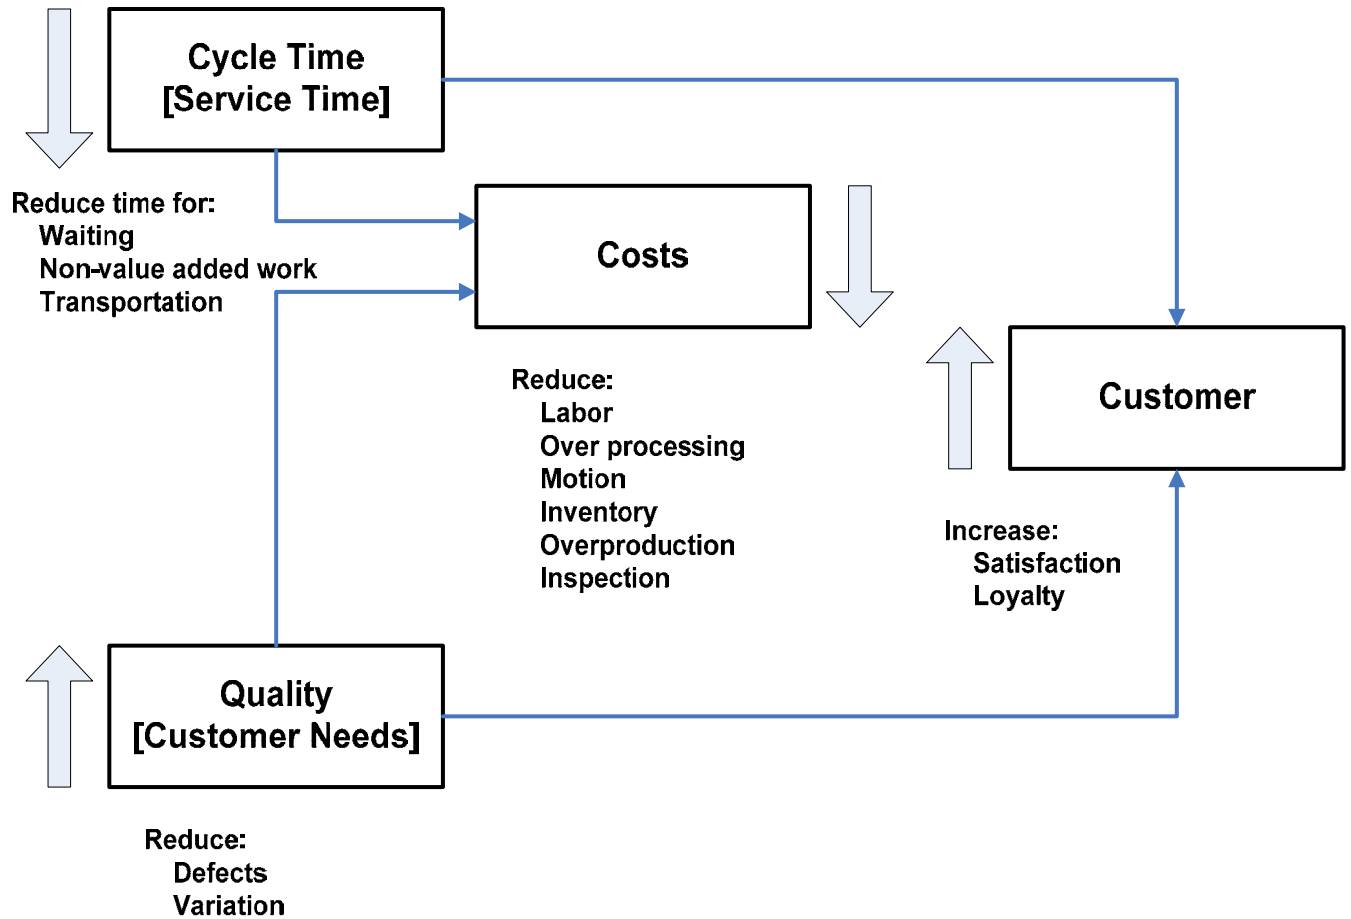 Cycle Time
[Service Time]
Reduce time for:
Waiting
Non-value added work
Transportation
Costs
Reduce:
Labor
Over processing
Motion
Inventory
Overproduction
Inspection
Customer
Increase:
Satisfaction
Loyalty
Quality
[Customer Needs]
Reduce:
Defects
Variation